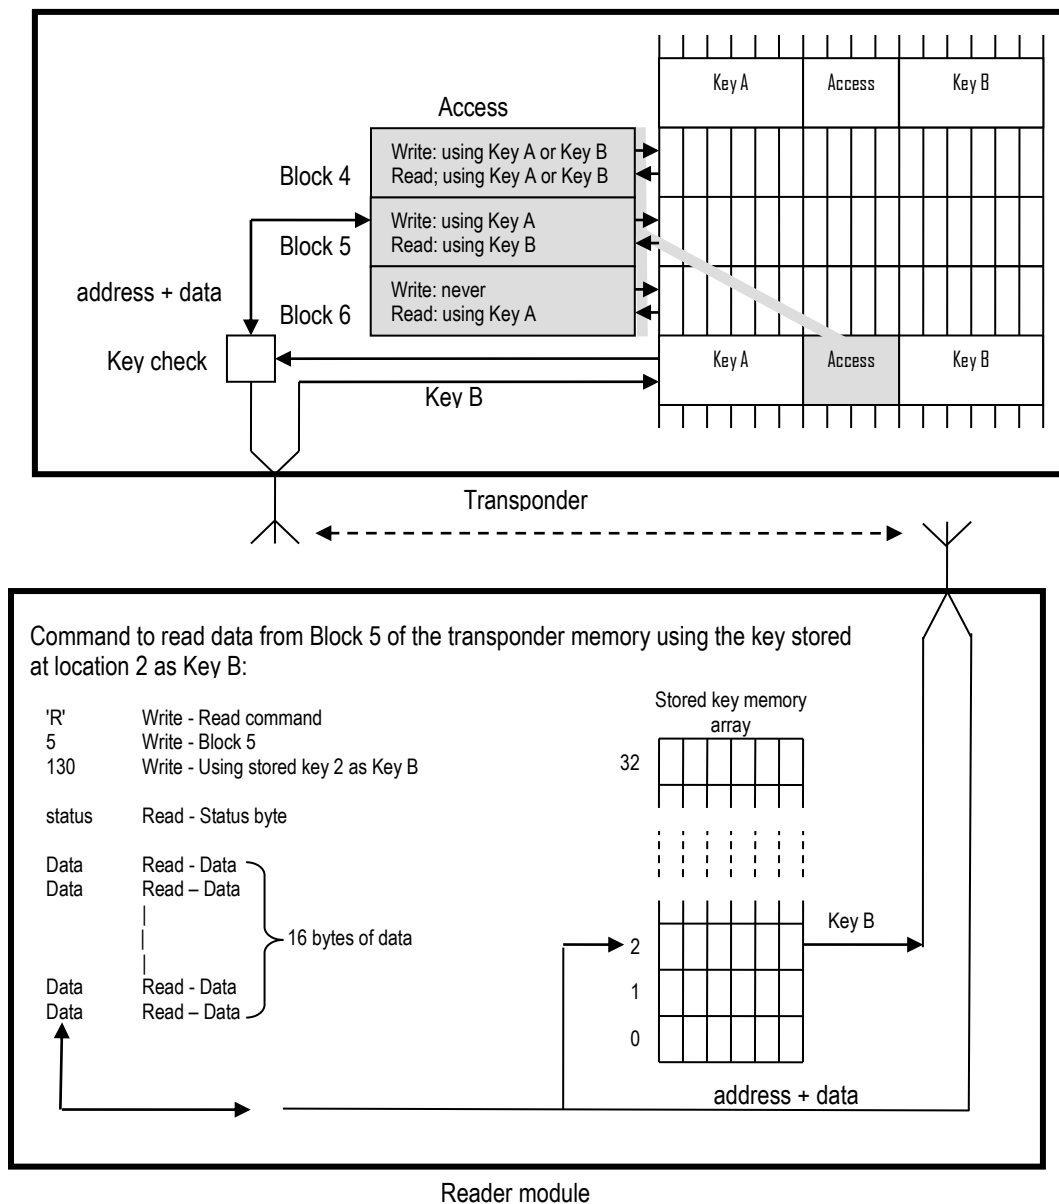 Key A Access Key B
Access
Block 4
Write: using Key A or Key B
Read; using Key A or Key B
Block 5
Write: using Key A
Read: using Key B
Block 6
Write: never
Read: using Key A
address + data
Key check
Key B
Key A Access Key B
Transponder
Command to read data from Block 5 of the transponder memory using the key stored
at location 2 as Key B:
'R' Write - Read command
5 Write - Block 5
130 Write - Using stored key 2 as Key B
status Read - Status byte
Data Read - Data
Data Read – Data
|
|
|
16 bytes of data
Data Read - Data
Data Read – Data
Stored key memory
array
32
2
1
0
Key B
address + data
Reader module